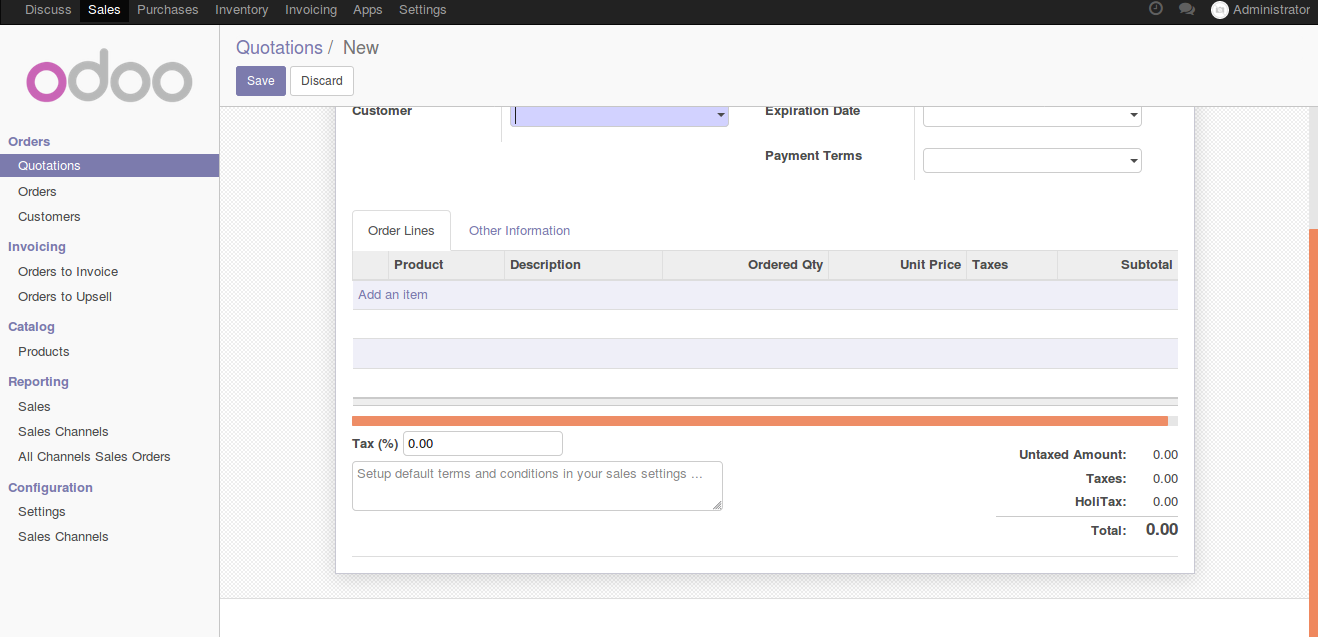 Discuss Sales Purchases Inventory Invoicing Apps Settings Administrator
odoo
Orders
Quotations
Orders
Customers
Invoicing
Orders to Invoice
Orders to Upsell
Catalog
Products
Reporting
Sales
Sales Channels
All Channels Sales Orders
Configuration
Settings
Sales Channels
Quotations / New
Save Discard
Customer Expiration Date
Payment Terms
Order Lines Other Information
Product Description Ordered Qty Unit Price Taxes Subtotal
Add an item
Tax (%) 0.00
Setup default terms and conditions in your sales settings ...
Untaxed Amount: 0.00
Taxes: 0.00
HoliTax: 0.00
Total: 0.00